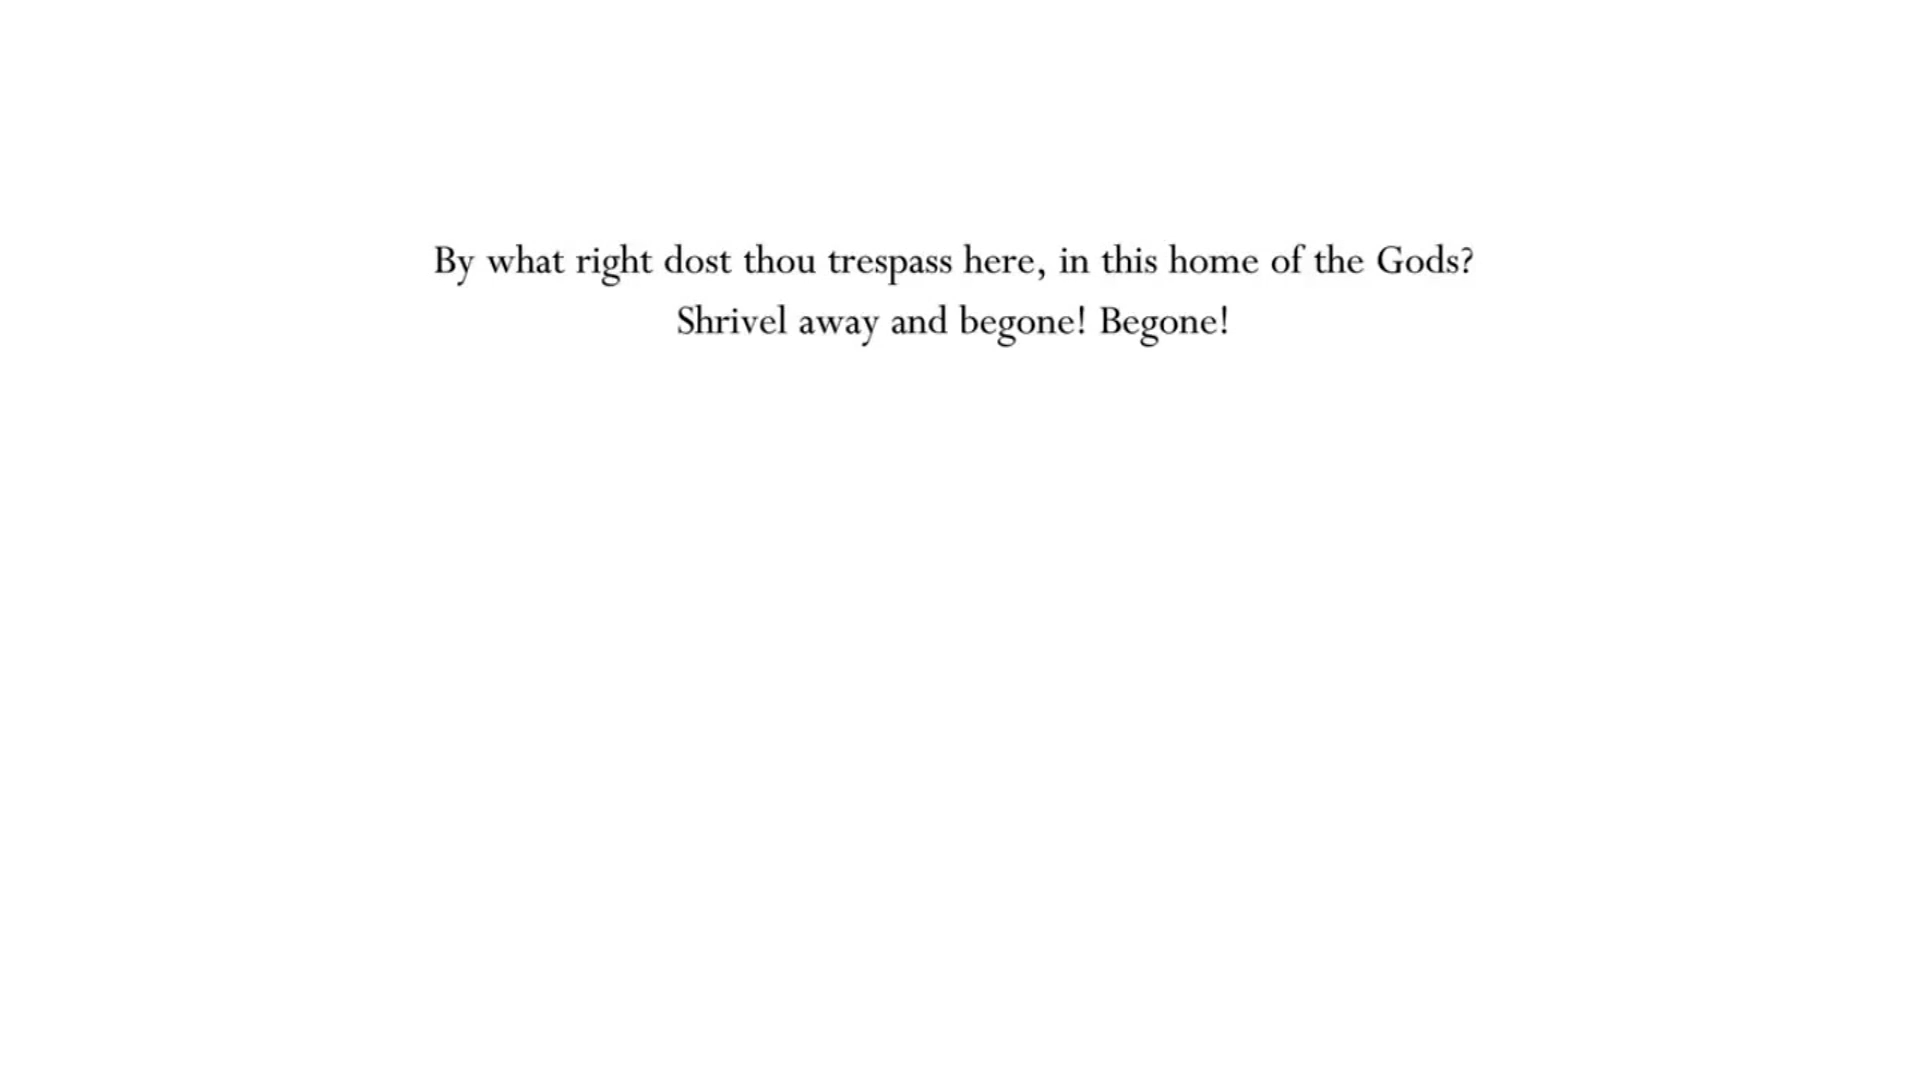 By what right dost thou trespass here, in this home of the Gods?
Shrivel away and begone! Begone!